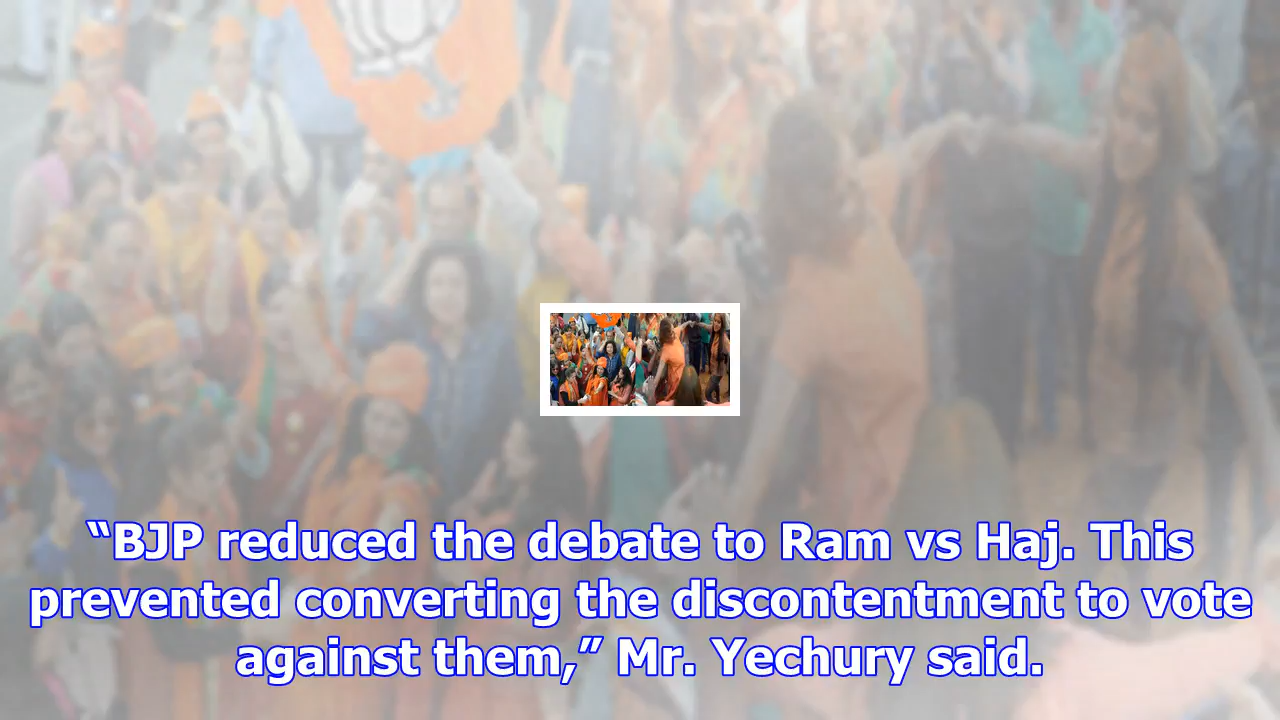 “BJP reduced the debate to Ram vs Haj. This
prevented converting the discontentment to vote
against them,” Mr. Yechury said.